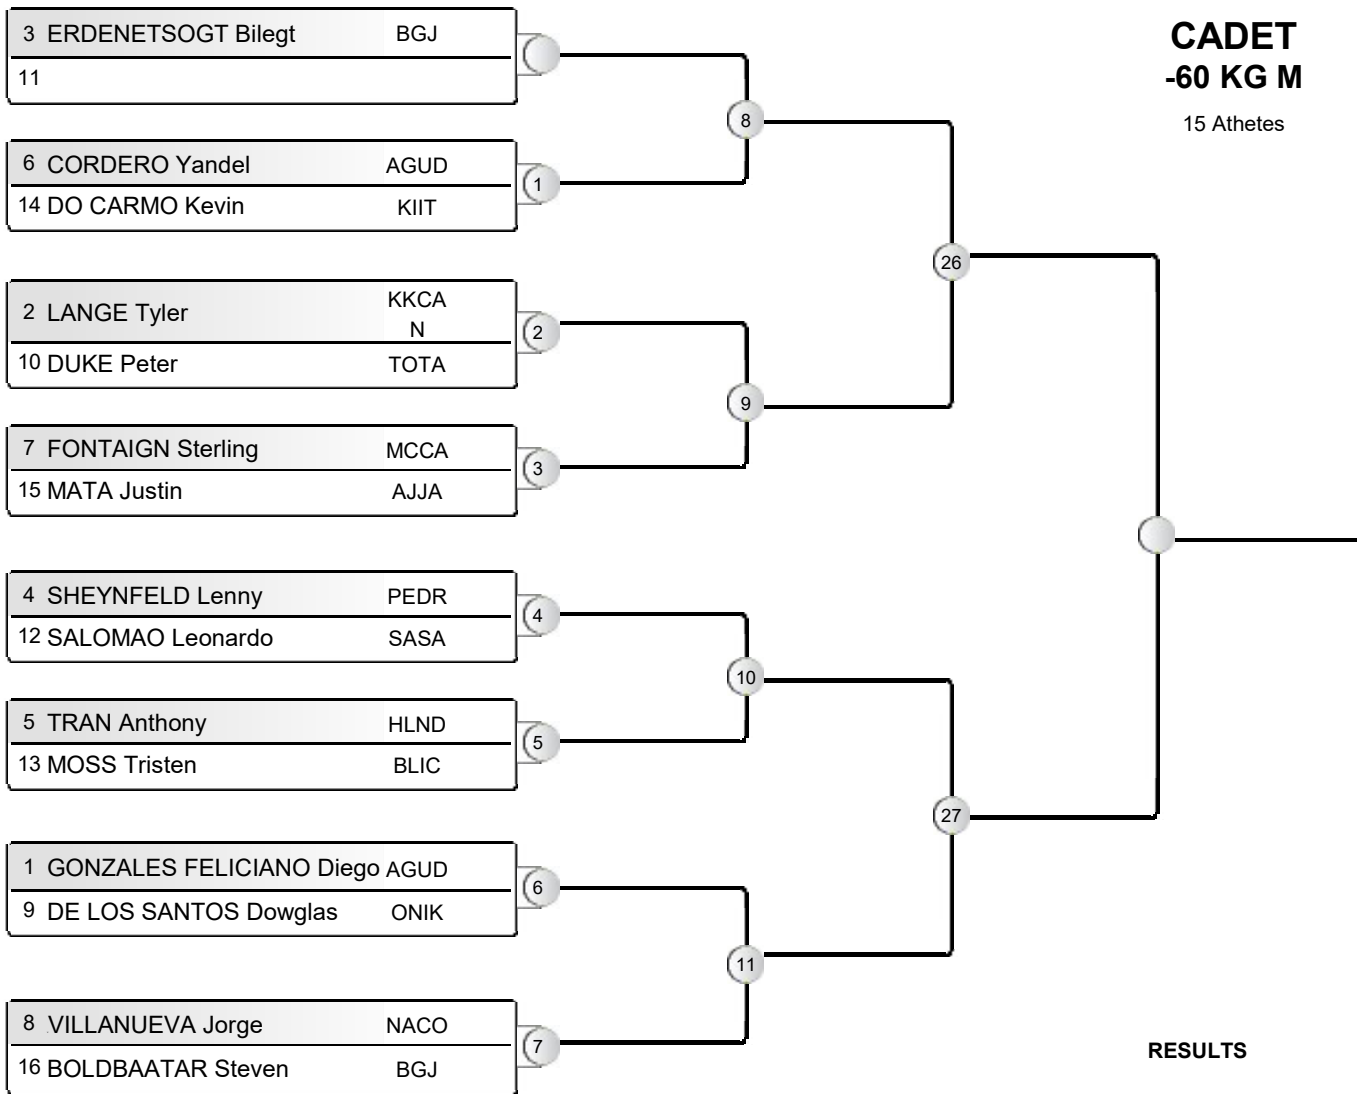 3 ERDENETSOGT Bilegt BGJ
11
CADET
-60 KG M
15 Athetes
8
6 CORDERO Yandel AGUD
1
14 DO CARMO Kevin KIIT
26
2 LANGE Tyler KKCA
N
2
10 DUKE Peter TOTA
9
7 FONTAIGN Sterling MCCA
3
15 MATA Justin AJJA
4 SHEYNFELD Lenny PEDR
4
12 SALOMAO Leonardo SASA
10
5 TRAN Anthony HLND
5
13 MOSS Tristen BLIC
27
1 GONZALES FELICIANO Diego AGUD
6
9 DE LOS SANTOS Dowglas ONIK
11
8 VILLANUEVA Jorge NACO
7
16 BOLDBAATAR Steven BGJ
RESULTS